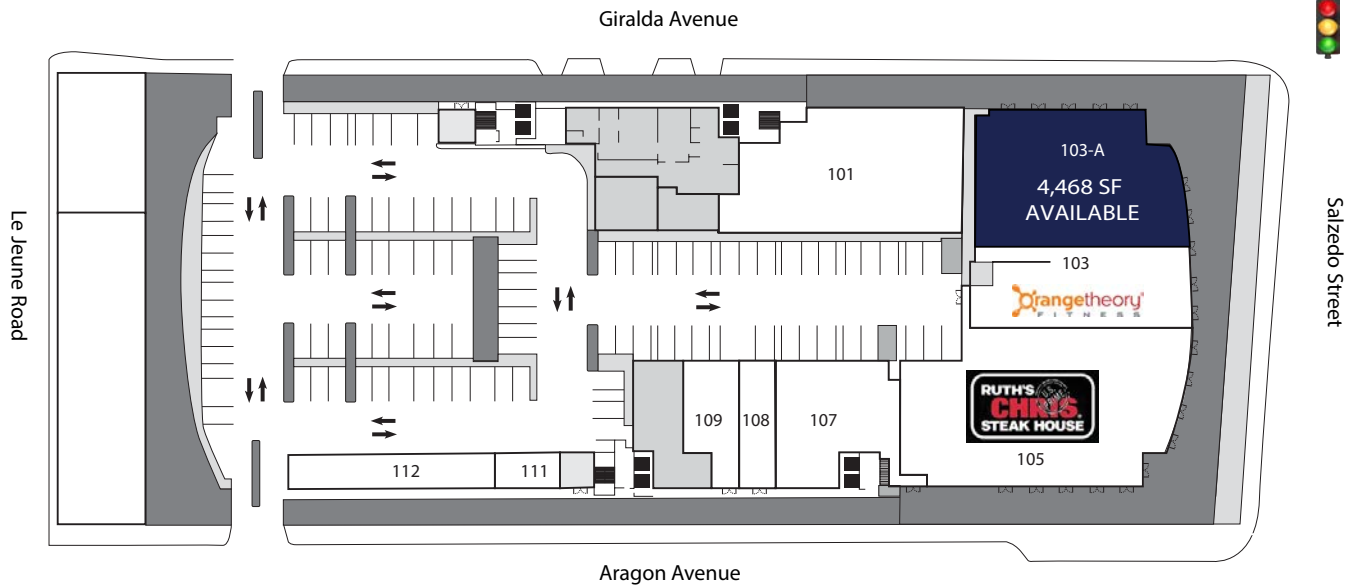 Giralda Avenue
103-A
4,468 SF
AVAILABLE
101
Le Jeune Road
Salzedo Street
103
Orangetheory
FITNESS
RUTH'S
CHRIS
STEAK HOUSE
109
108
107
105
112
111
Aragon Avenue